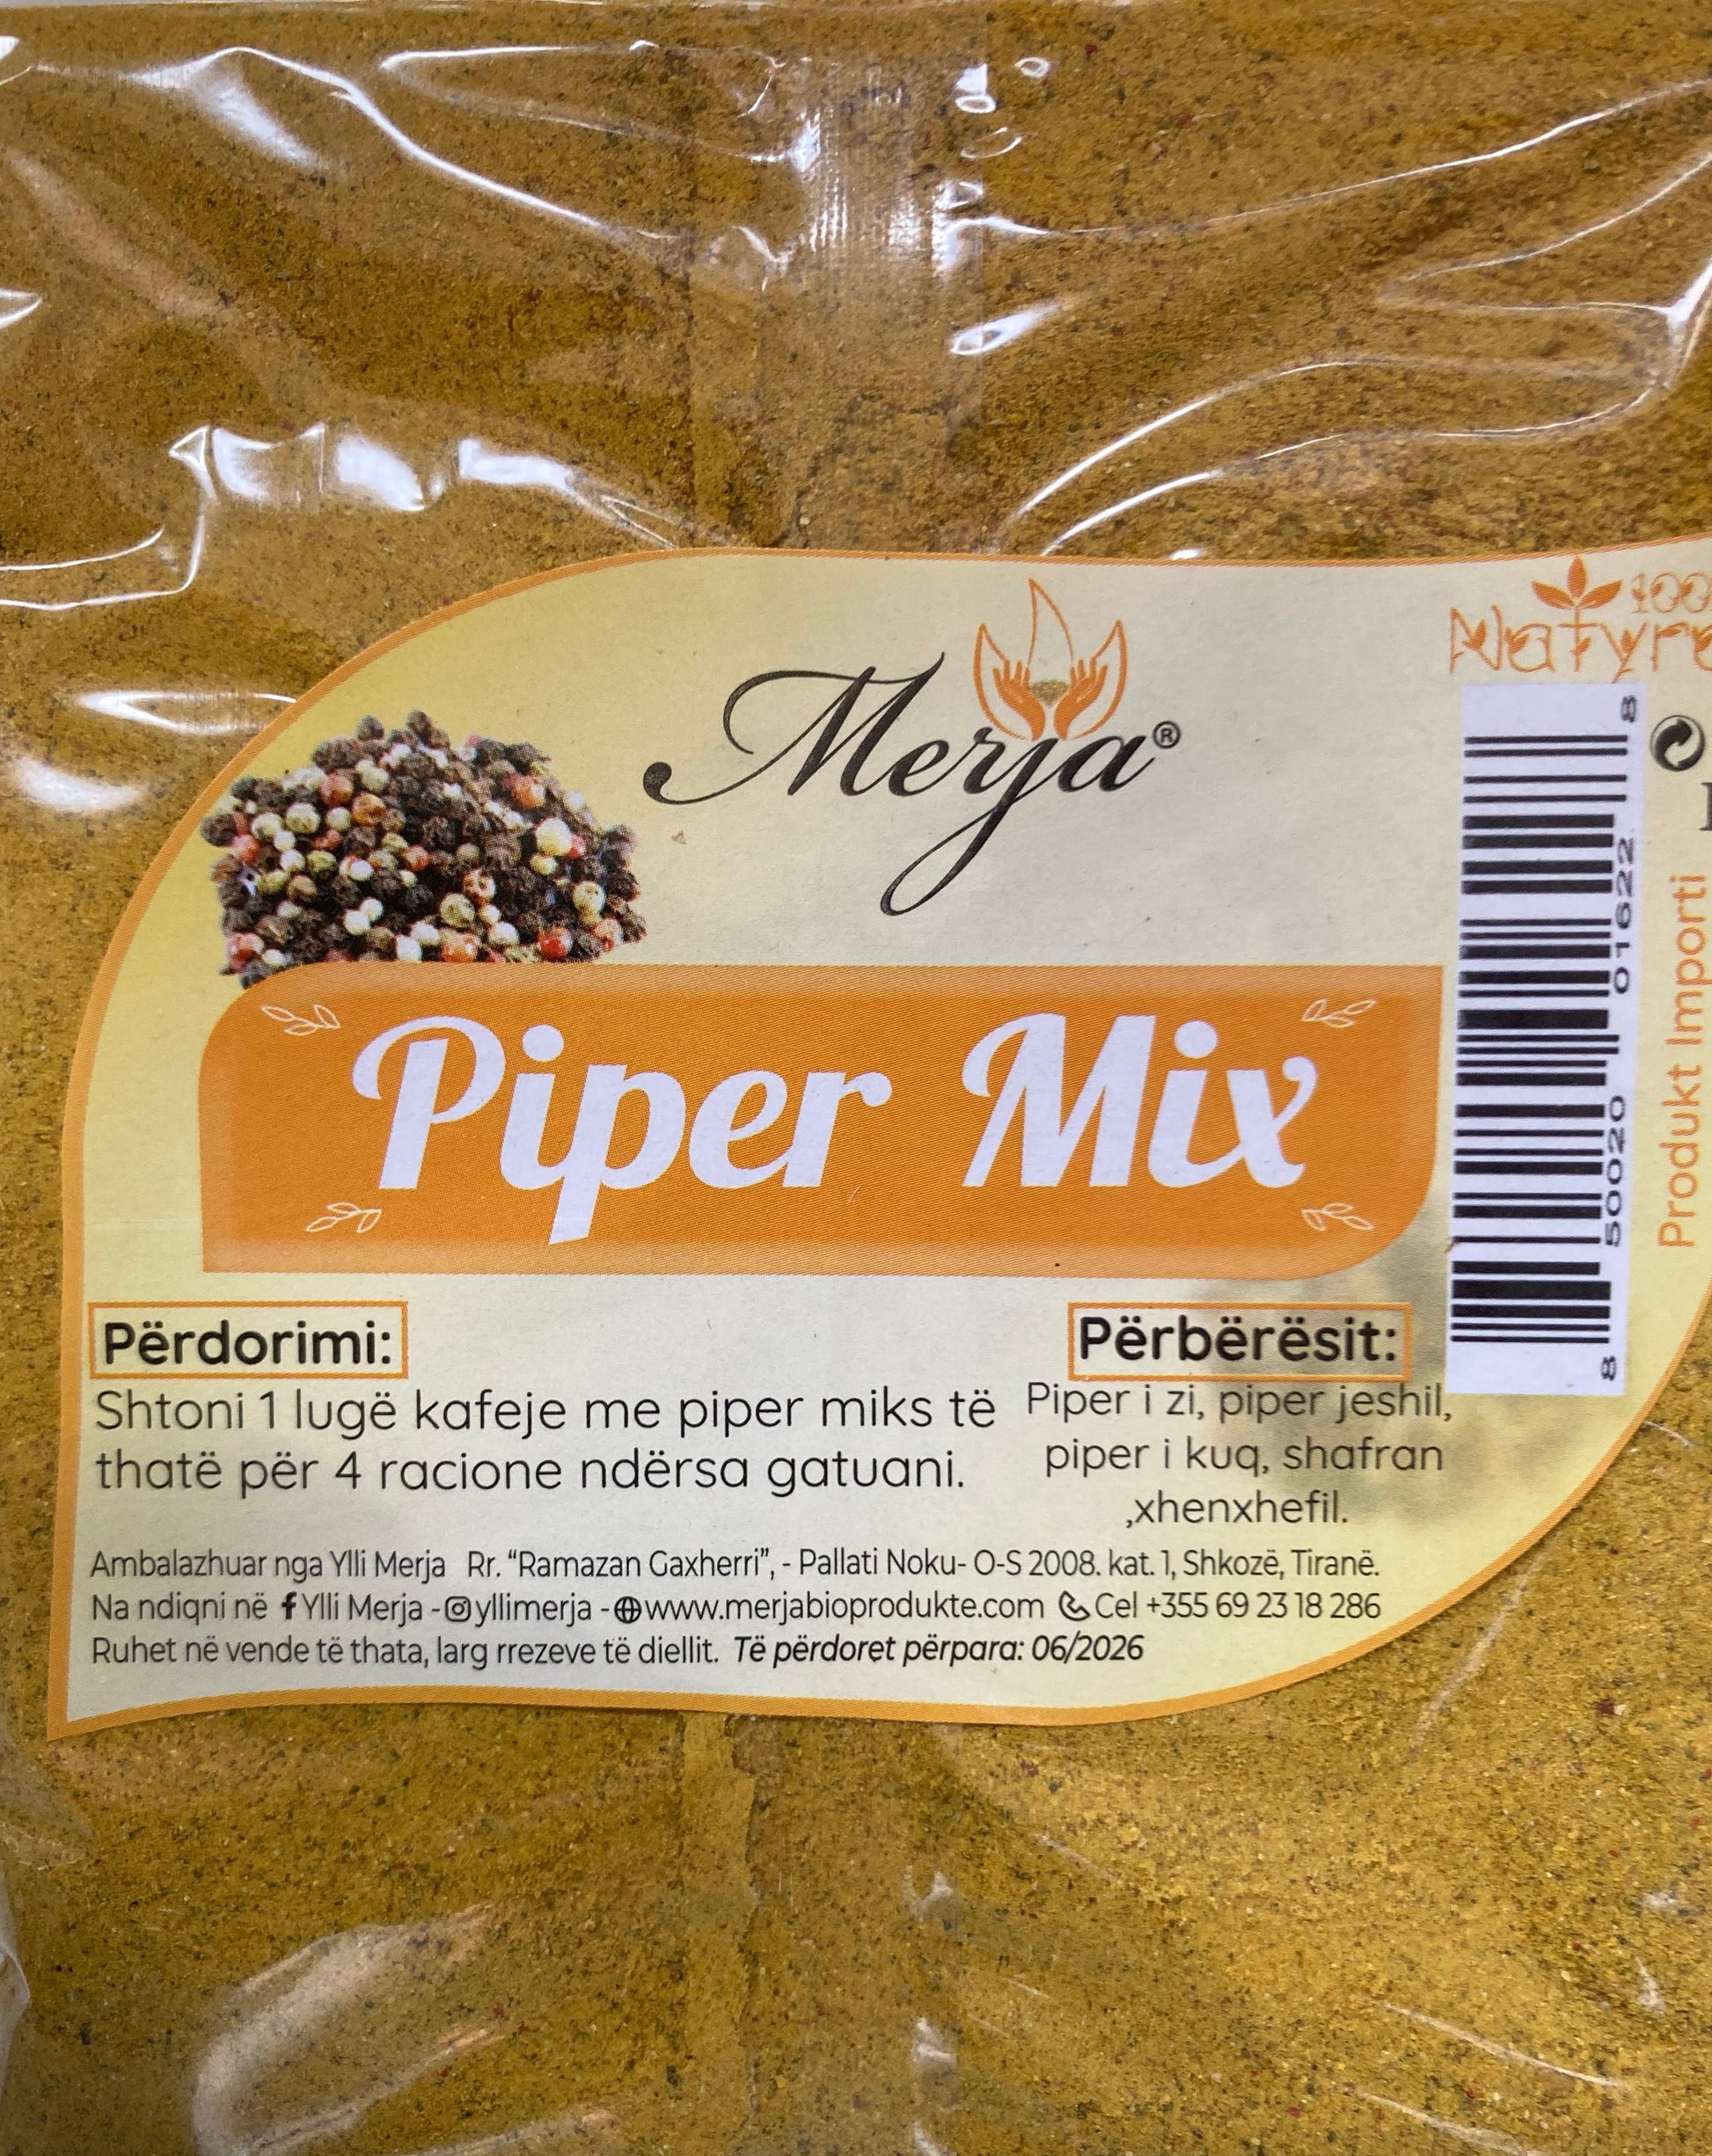 Merja®
100
Piper Mix
Përdorimi:
Shtoni 1 lugë kafeje me piper miks të
thatë për 4 racione ndërsa gatuani.
Përbërësit:
Piper i zi, piper jeshil,
piper i kuq, shafran
,xhenxhefil.
Ambalazhuar nga Ylli Merja Rr. “Ramazan Gaxherri”, - Pallati Noku- O-S 2008. kat. 1, Shkozë, Tiranë.
Na ndiqni në Ylli Merja - yllimerja - www.merjabioprodukte.com Cel +355 69 23 18 286
Ruhet në vende të thata, larg rrezeve të diellit. Të përdoret përpara: 06/2026
8 50020 01622 8
Produkt Importi